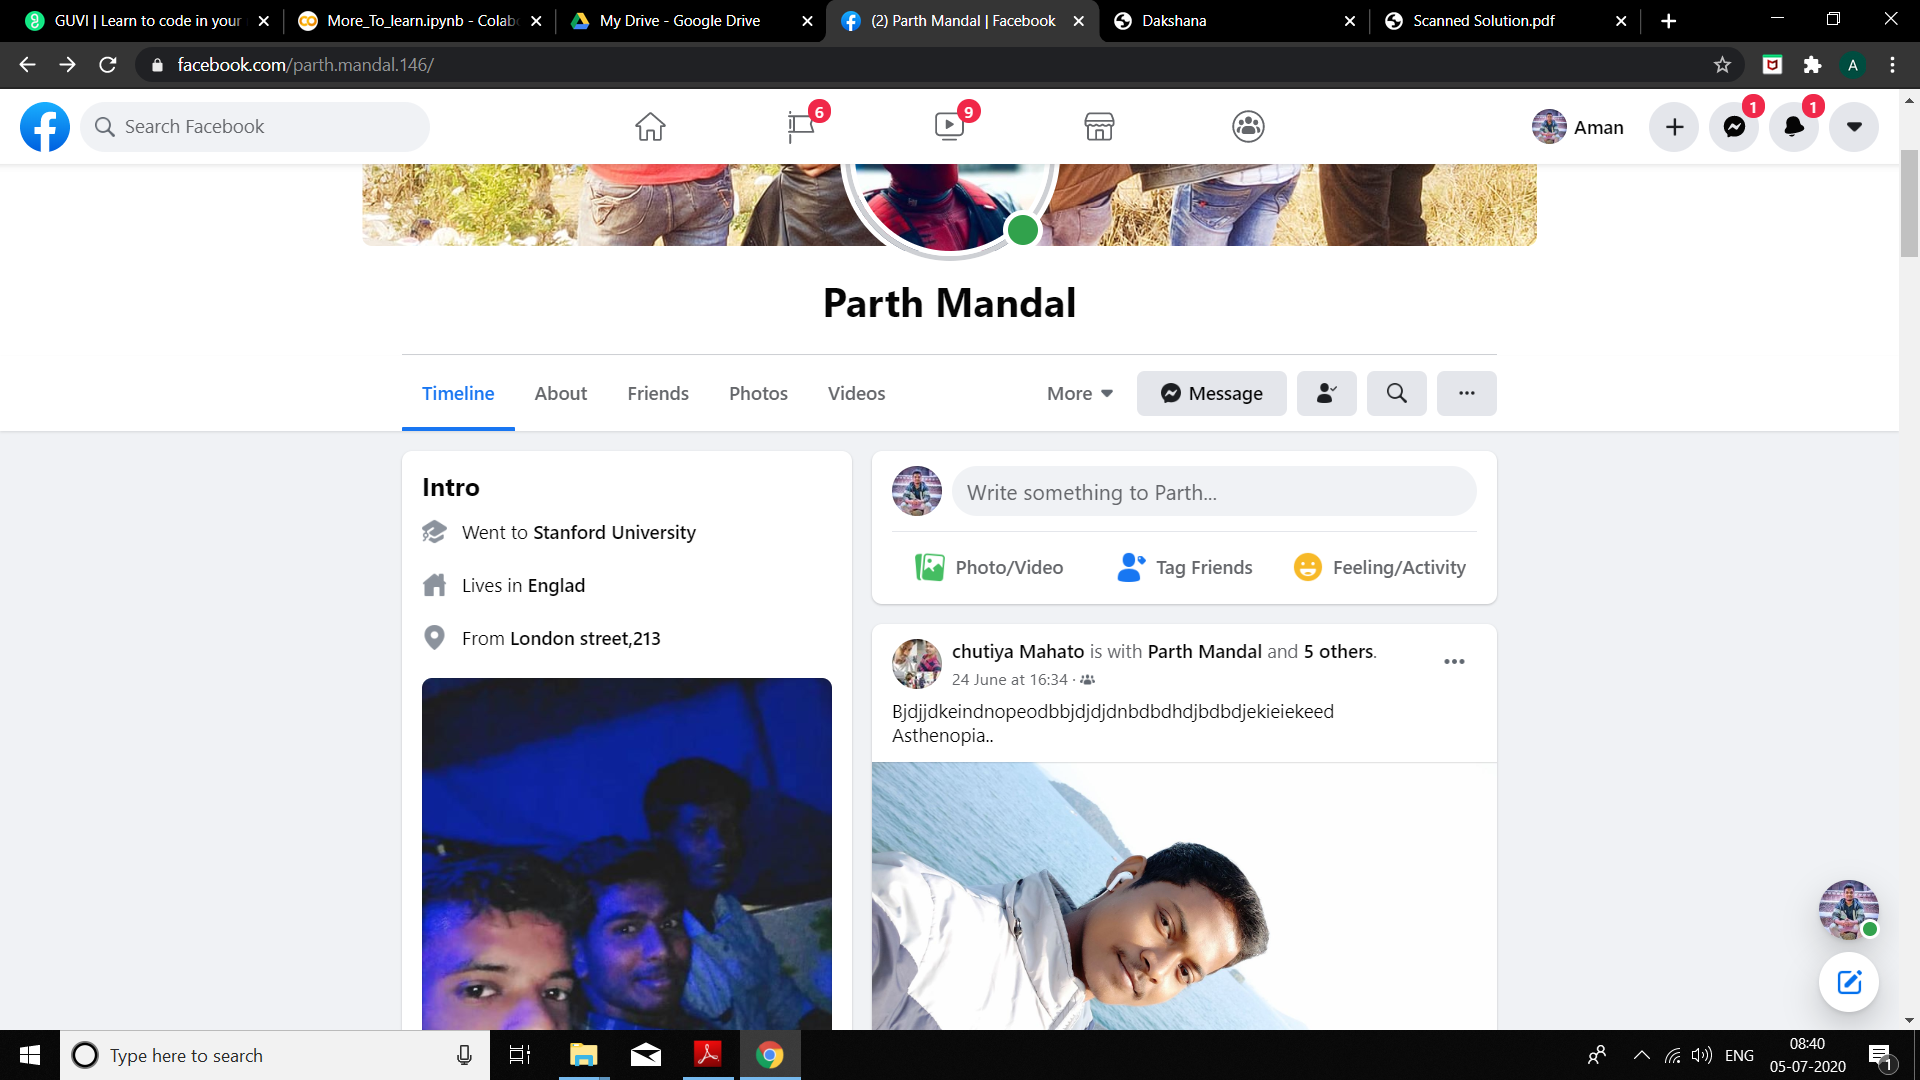 GUVI | Learn to code in your
More_To_learn.ipynb - Colab
My Drive - Google Drive
(2) Parth Mandal | Facebook
Dakshana
Scanned Solution.pdf
facebook.com/parth.mandal.146/
A
Search Facebook
6
9
Aman
1
1
Parth Mandal
Timeline
About
Friends
Photos
Videos
More
Message
Intro
Went to Stanford University
Lives in Englad
From London street,213
Write something to Parth...
Photo/Video
Tag Friends
Feeling/Activity
chutiya Mahato is with Parth Mandal and 5 others.
24 June at 16:34 ·
Bjdjjdkeindnopeodbbjdjdjdnbdbdhdjbdbdjekieiekeed
Asthenopia..
Type here to search
ENG
08:40
05-07-2020
1